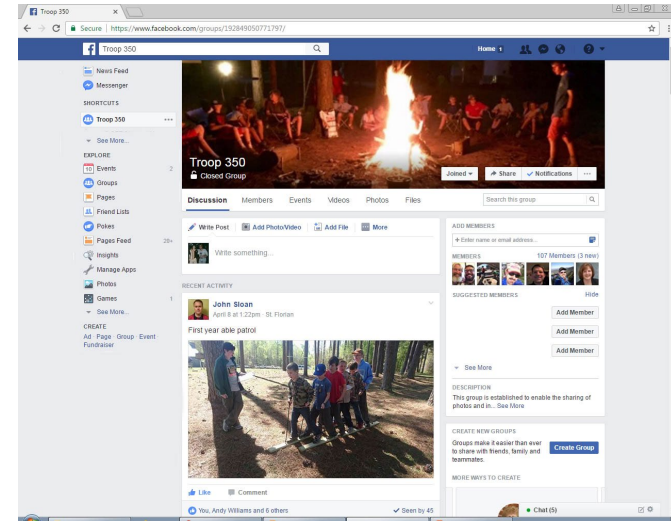 Troop 350
Secure | https://www.facebook.com/groups/192849050771797/
Troop 350
Home 1
News Feed
Messenger
SHORTCUTS
Troop 350
See More...
EXPLORE
Events 2
Groups
Pages
Friend Lists
Pokes
Pages Feed 20+
Insights
Manage Apps
Photos
Games 1
See More...
CREATE
Ad · Page · Group · Event ·
Fundraiser
Troop 350
Closed Group
Joined
Share
Notifications
Discussion
Members
Events
Videos
Photos
Files
Search this group
Write Post
Add Photo/Video
Add File
More
Write something...
RECENT ACTIVITY
John Sloan
April 8 at 1:22pm · St. Florian
First year able patrol
Like
Comment
You, Andy Williams and 6 others
Seen by 45
ADD MEMBERS
+ Enter name or email address...
MEMBERS
107 Members (3 new)
SUGGESTED MEMBERS
Hide
Add Member
Add Member
Add Member
See More
DESCRIPTION
This group is established to enable the sharing of
photos and in... See More
CREATE NEW GROUPS
Groups make it easier than ever
to share with friends, family and
teammates.
Create Group
MORE WAYS TO CREATE
Chat (5)